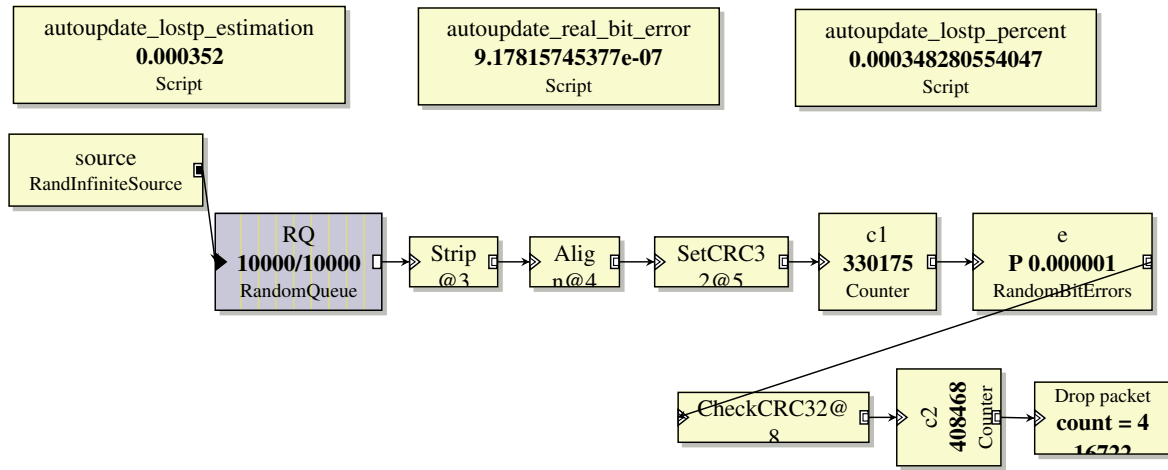 autoupdate_lostp_estimation
0.000352
Script
autoupdate_real_bit_error
9.17815745377e-07
Script
autoupdate_lostp_percent
0.000348280554047
Script
source
RandInfiniteSource
RQ
10000/10000
RandomQueue
Strip
@3
Alig
n@4
SetCRC3
2@5
c1
330175
Counter
e
P 0.000001
RandomBitErrors
CheckCRC32@
8
c2
408468
Counter
Drop packet
count = 4
16722